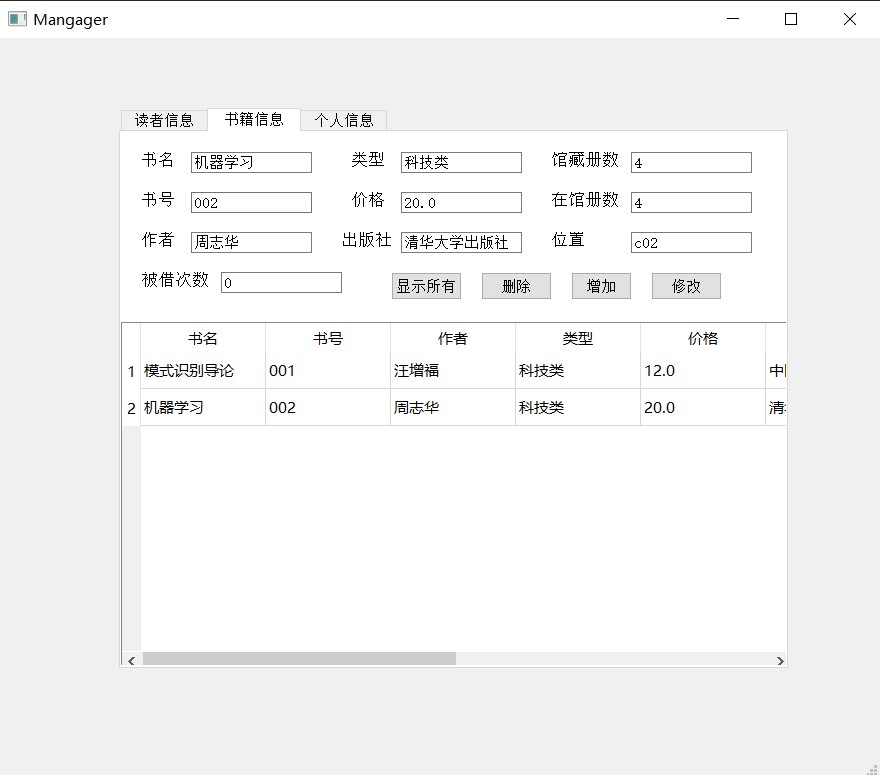 Mangager
读者信息 书籍信息 个人信息
书名 机器学习 类型 科技类 馆藏册数 4
书号 002 价格 20.0 在馆册数 4
作者 周志华 出版社 清华大学出版社 位置 c02
被借次数 0 显示所有 删除 增加 修改
书名 书号 作者 类型 价格
1 模式识别导论 001 汪增福 科技类 12.0 中
2 机器学习 002 周志华 科技类 20.0